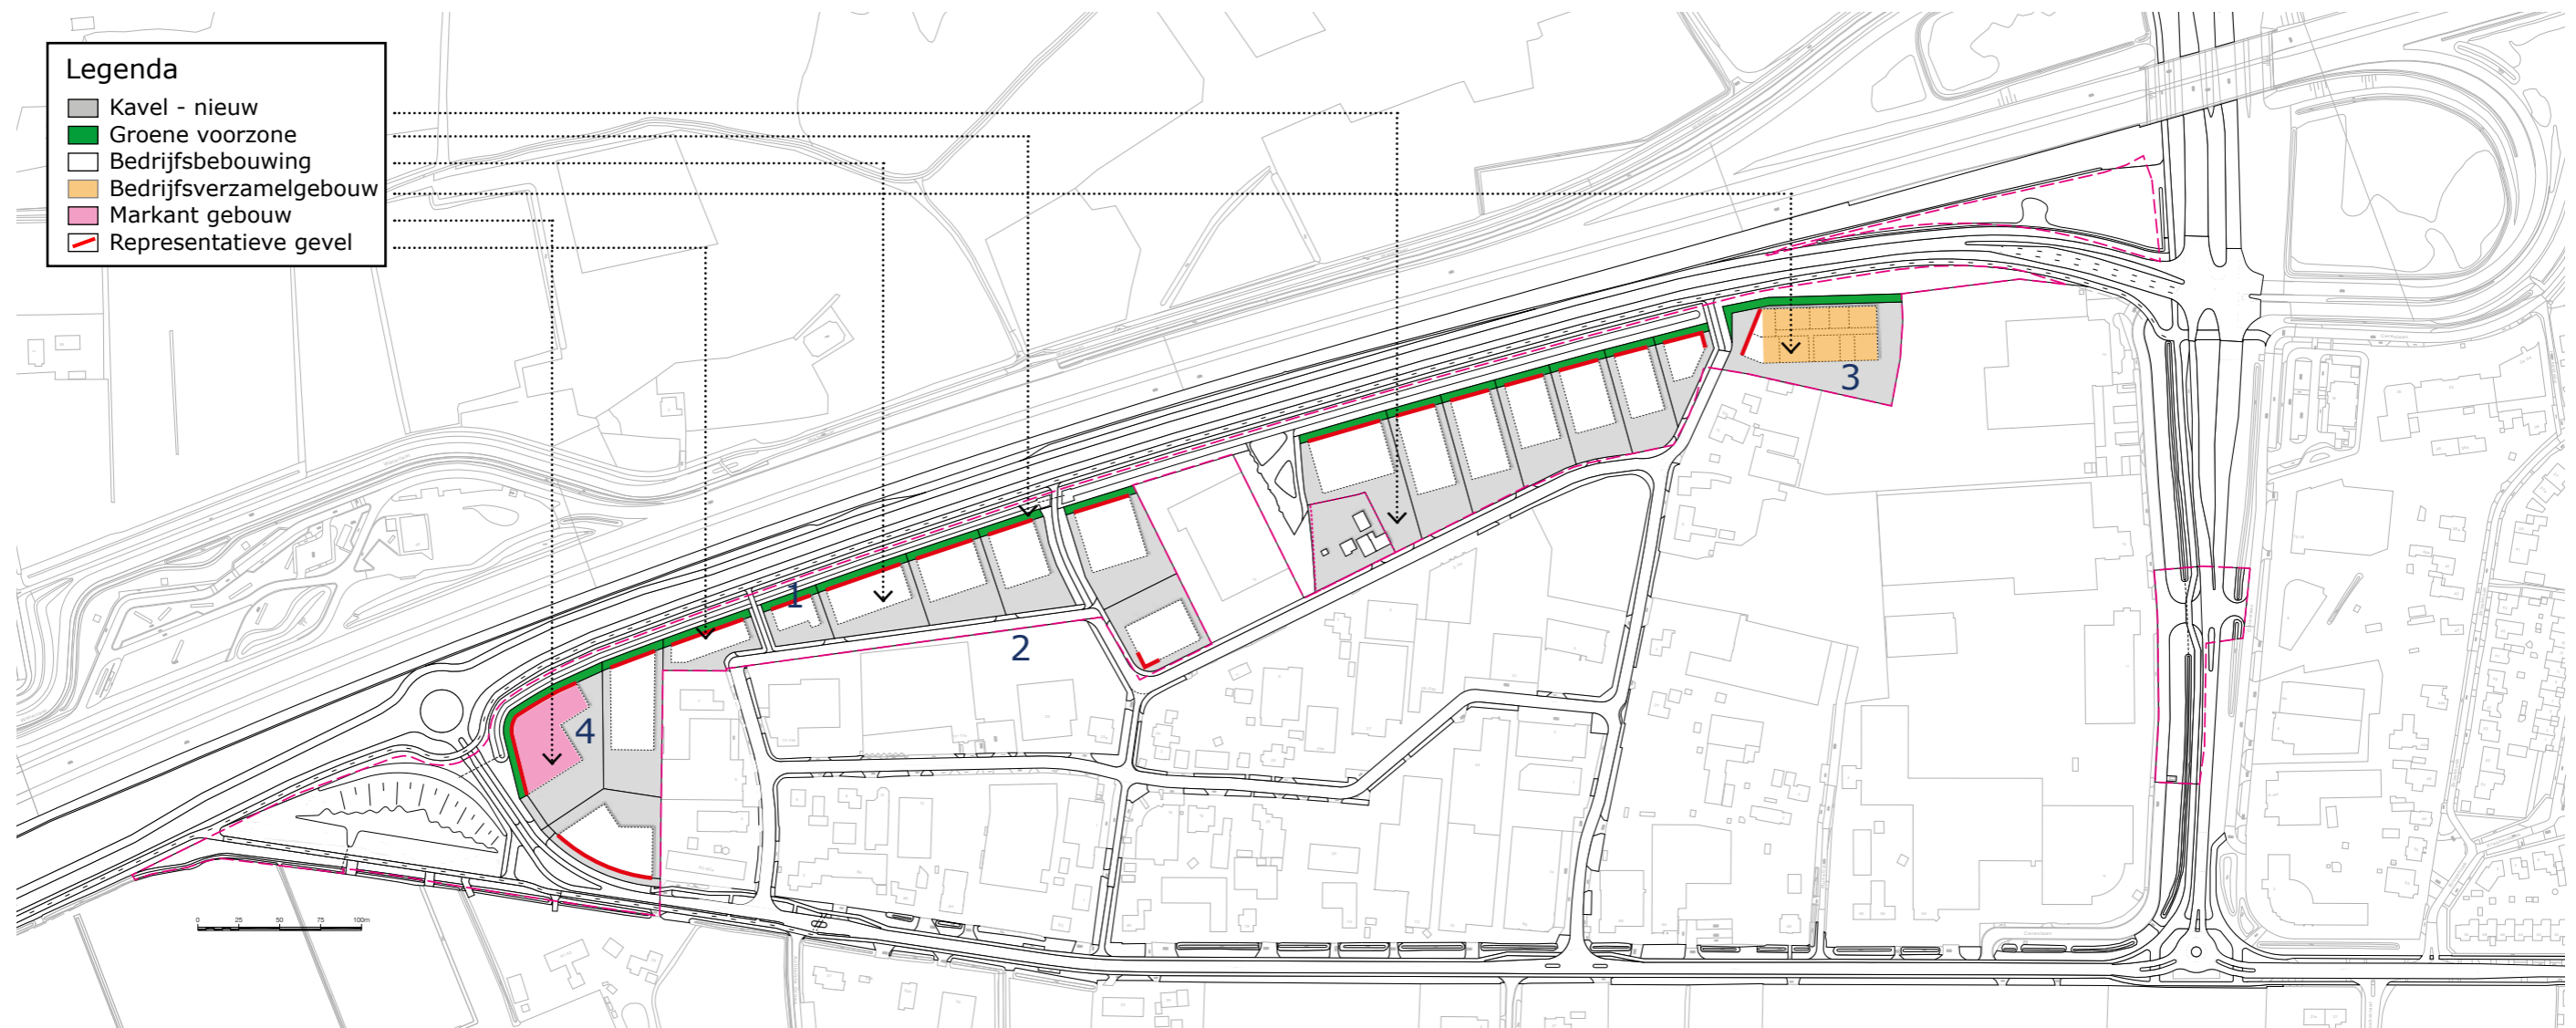 Legenda
Kavel - nieuw
Groene voorzone
Bedrijfsbebouwing
Bedrijfsverzamelgebouw
Markant gebouw
Representatieve gevel
3
1
2
4
0 25 50 75 100m